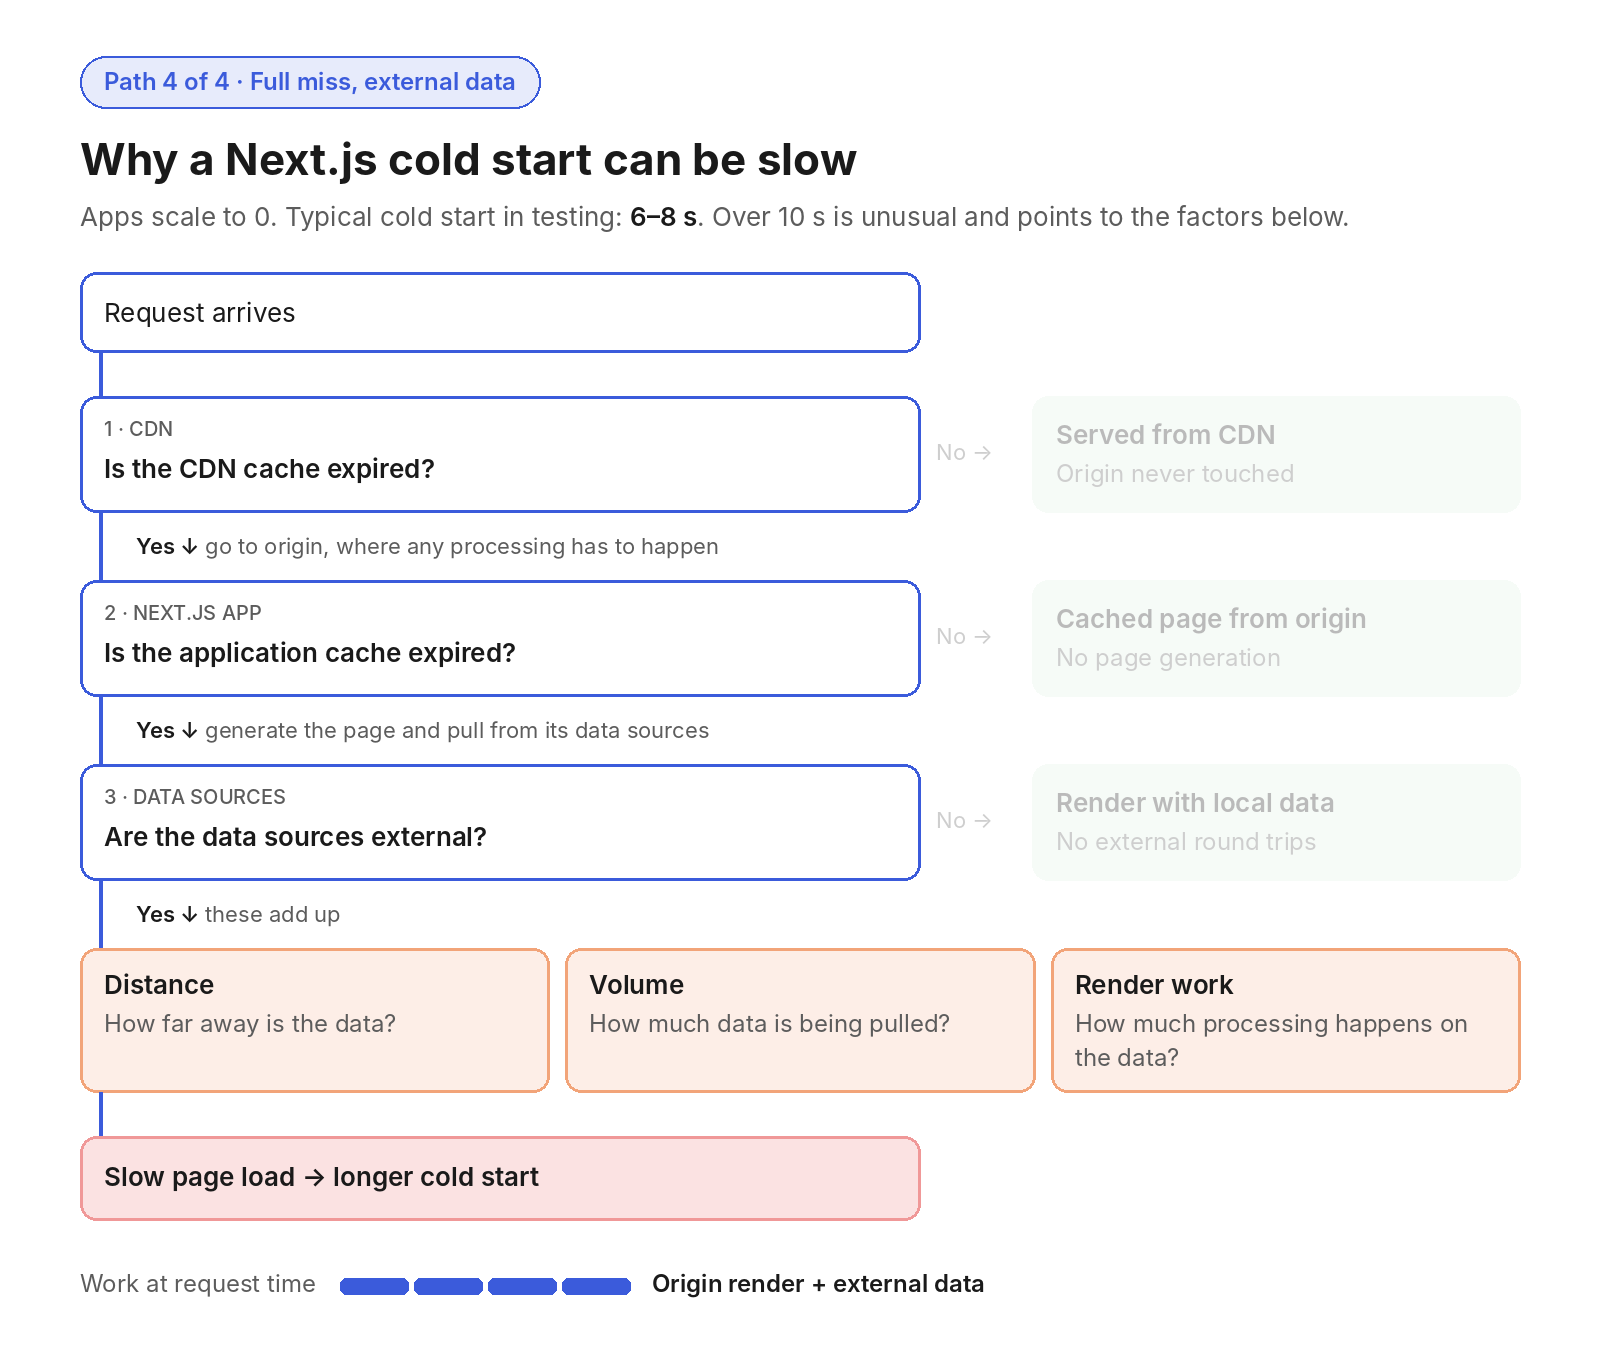 Path 4 of 4 · Full miss, external data
Why a Next.js cold start can be slow
Apps scale to 0. Typical cold start in testing: 6–8 s. Over 10 s is unusual and points to the factors below.
Request arrives
1 · CDN
Is the CDN cache expired?
No →
Served from CDN
Origin never touched
Yes ↓ go to origin, where any processing has to happen
2 · NEXT.JS APP
Is the application cache expired?
No →
Cached page from origin
No page generation
Yes ↓ generate the page and pull from its data sources
3 · DATA SOURCES
Are the data sources external?
No →
Render with local data
No external round trips
Yes ↓ these add up
Distance
How far away is the data?
Volume
How much data is being pulled?
Render work
How much processing happens on
the data?
Slow page load → longer cold start
Work at request time
Origin render + external data